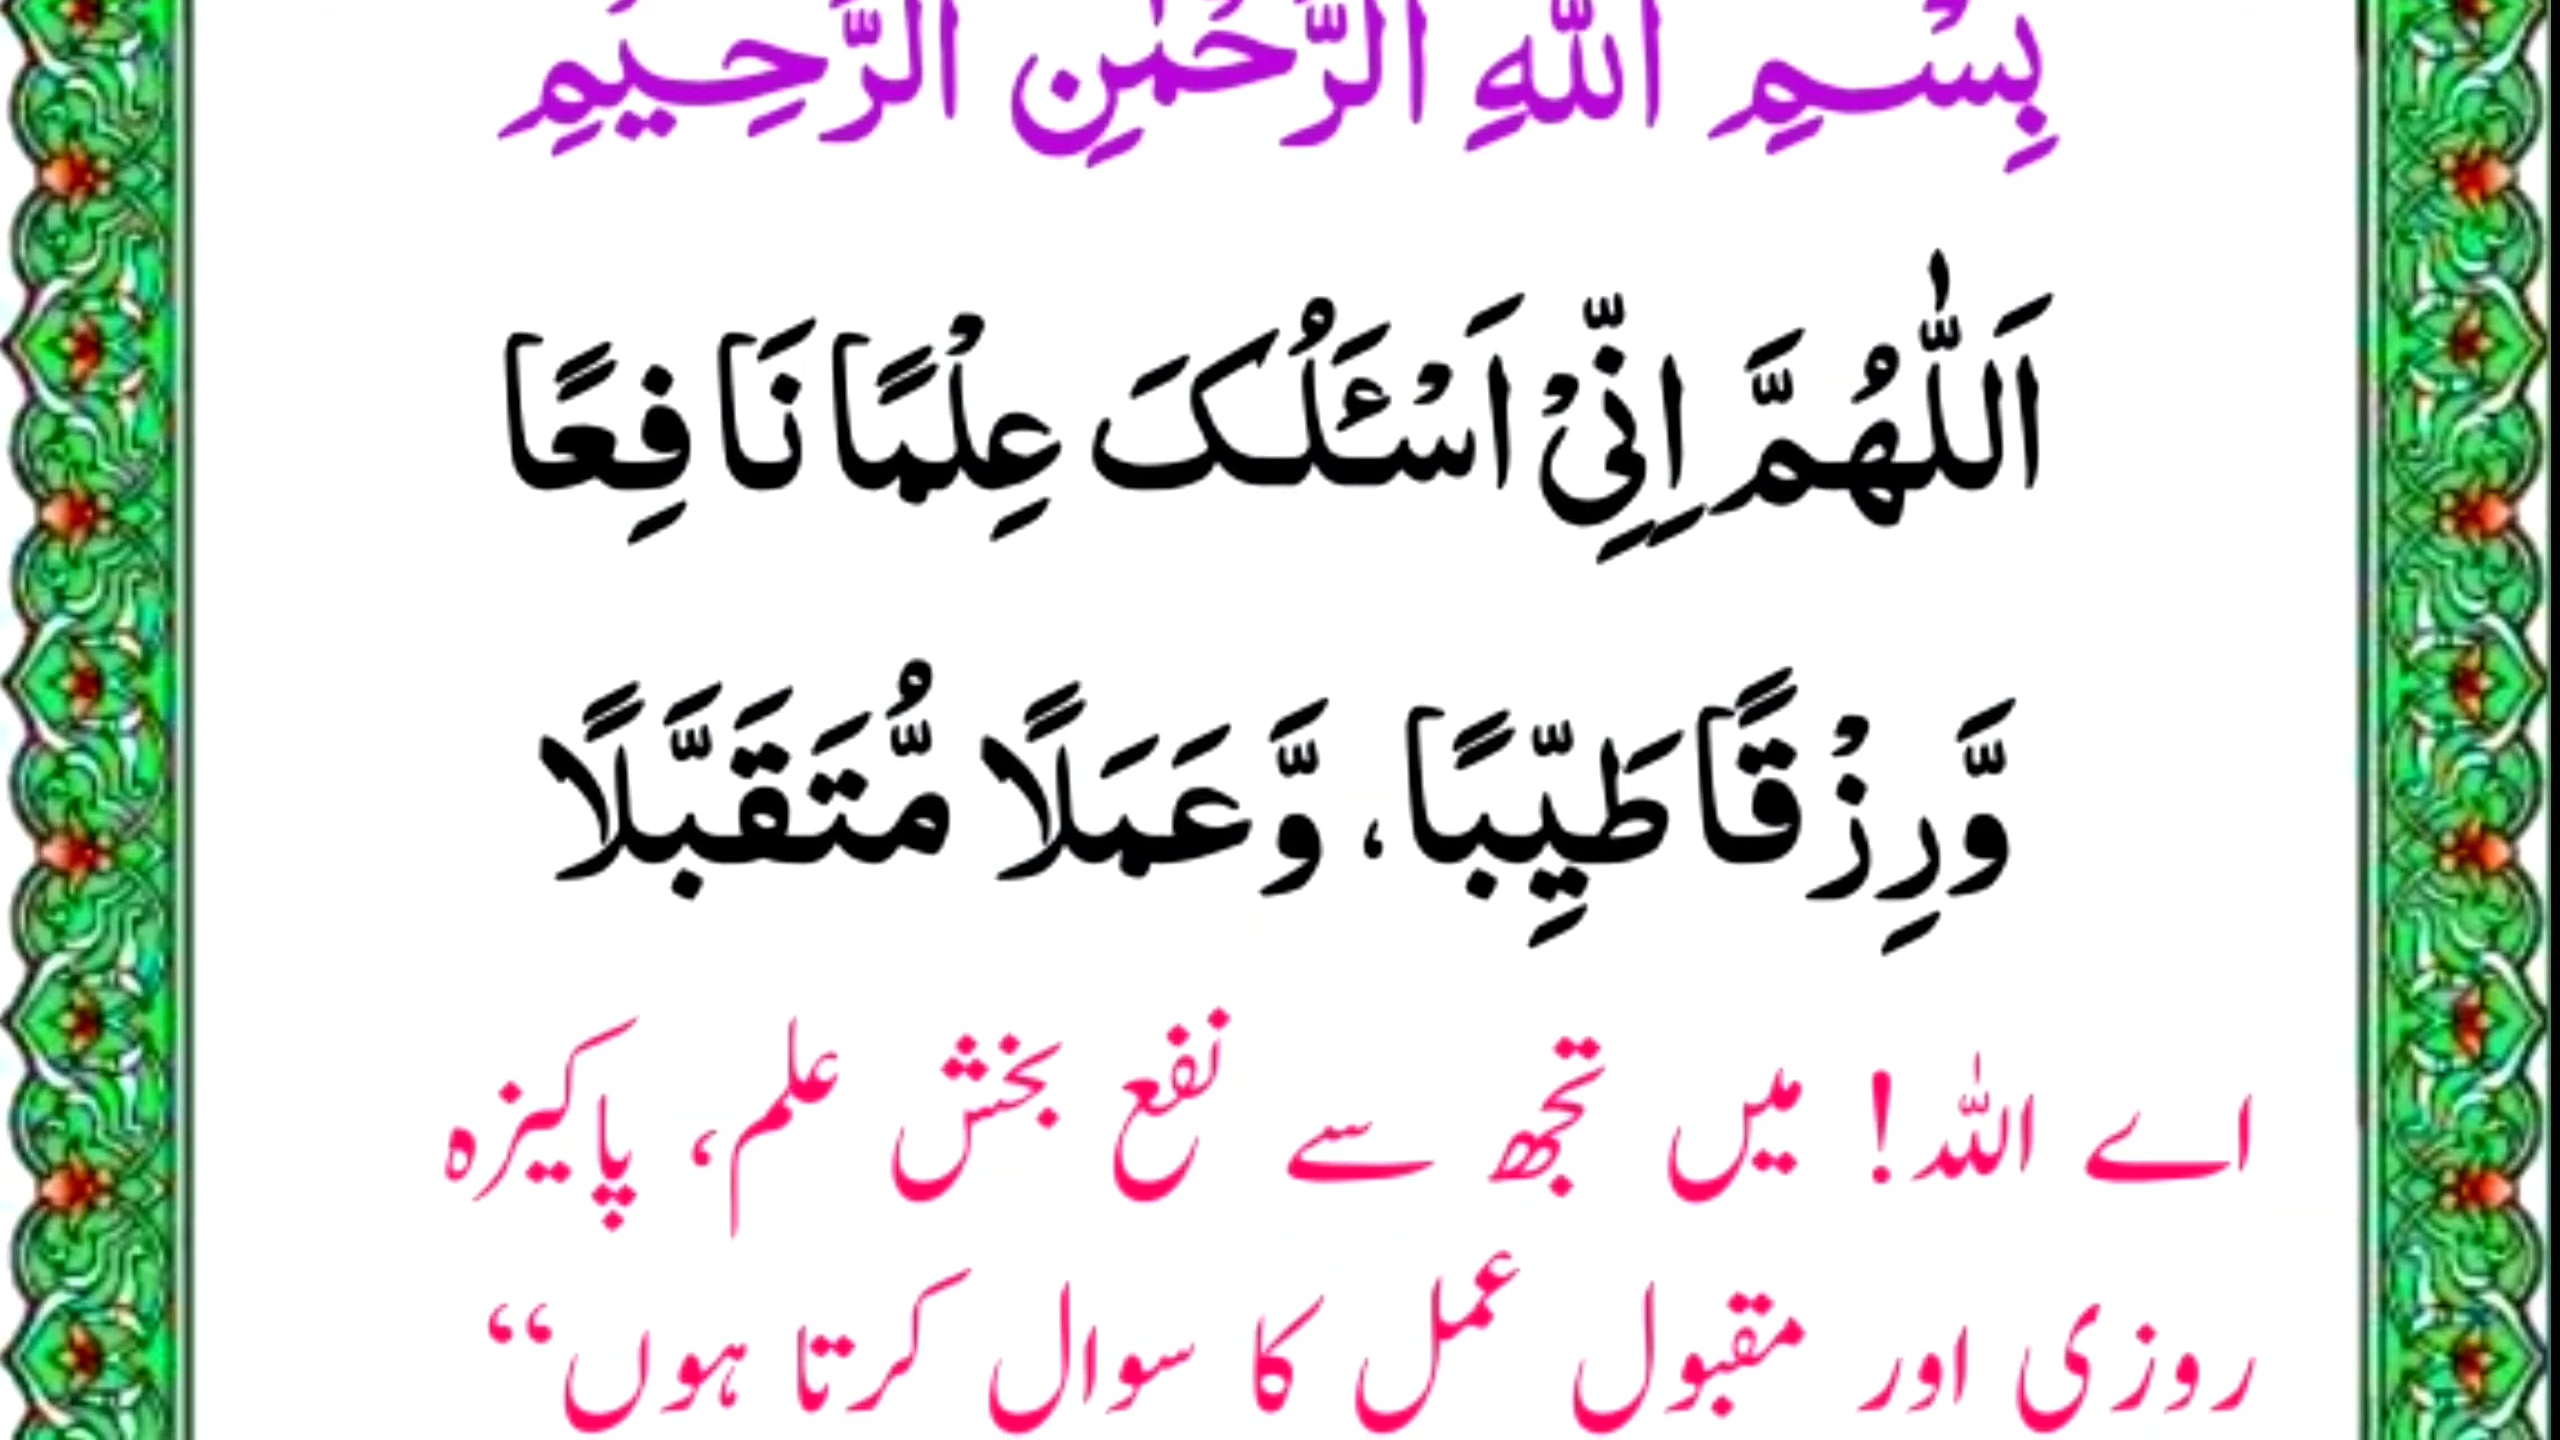 بِسْمِ اللّٰهِ الرَّحْمٰنِ الرَّحِيْمِ
اَللّٰهُمَّ اِنِّیْ اَسْئَلُکَ عِلْمًا نَافِعًا
وَّرِزْقًا طَيِّبًا، وَّعَمَلًا مُّتَقَبَّلًا
اے اللہ! میں تجھ سے نفع بخش علم، پاکیزہ
روزی اور مقبول عمل کا سوال کرتا ہوں‘‘